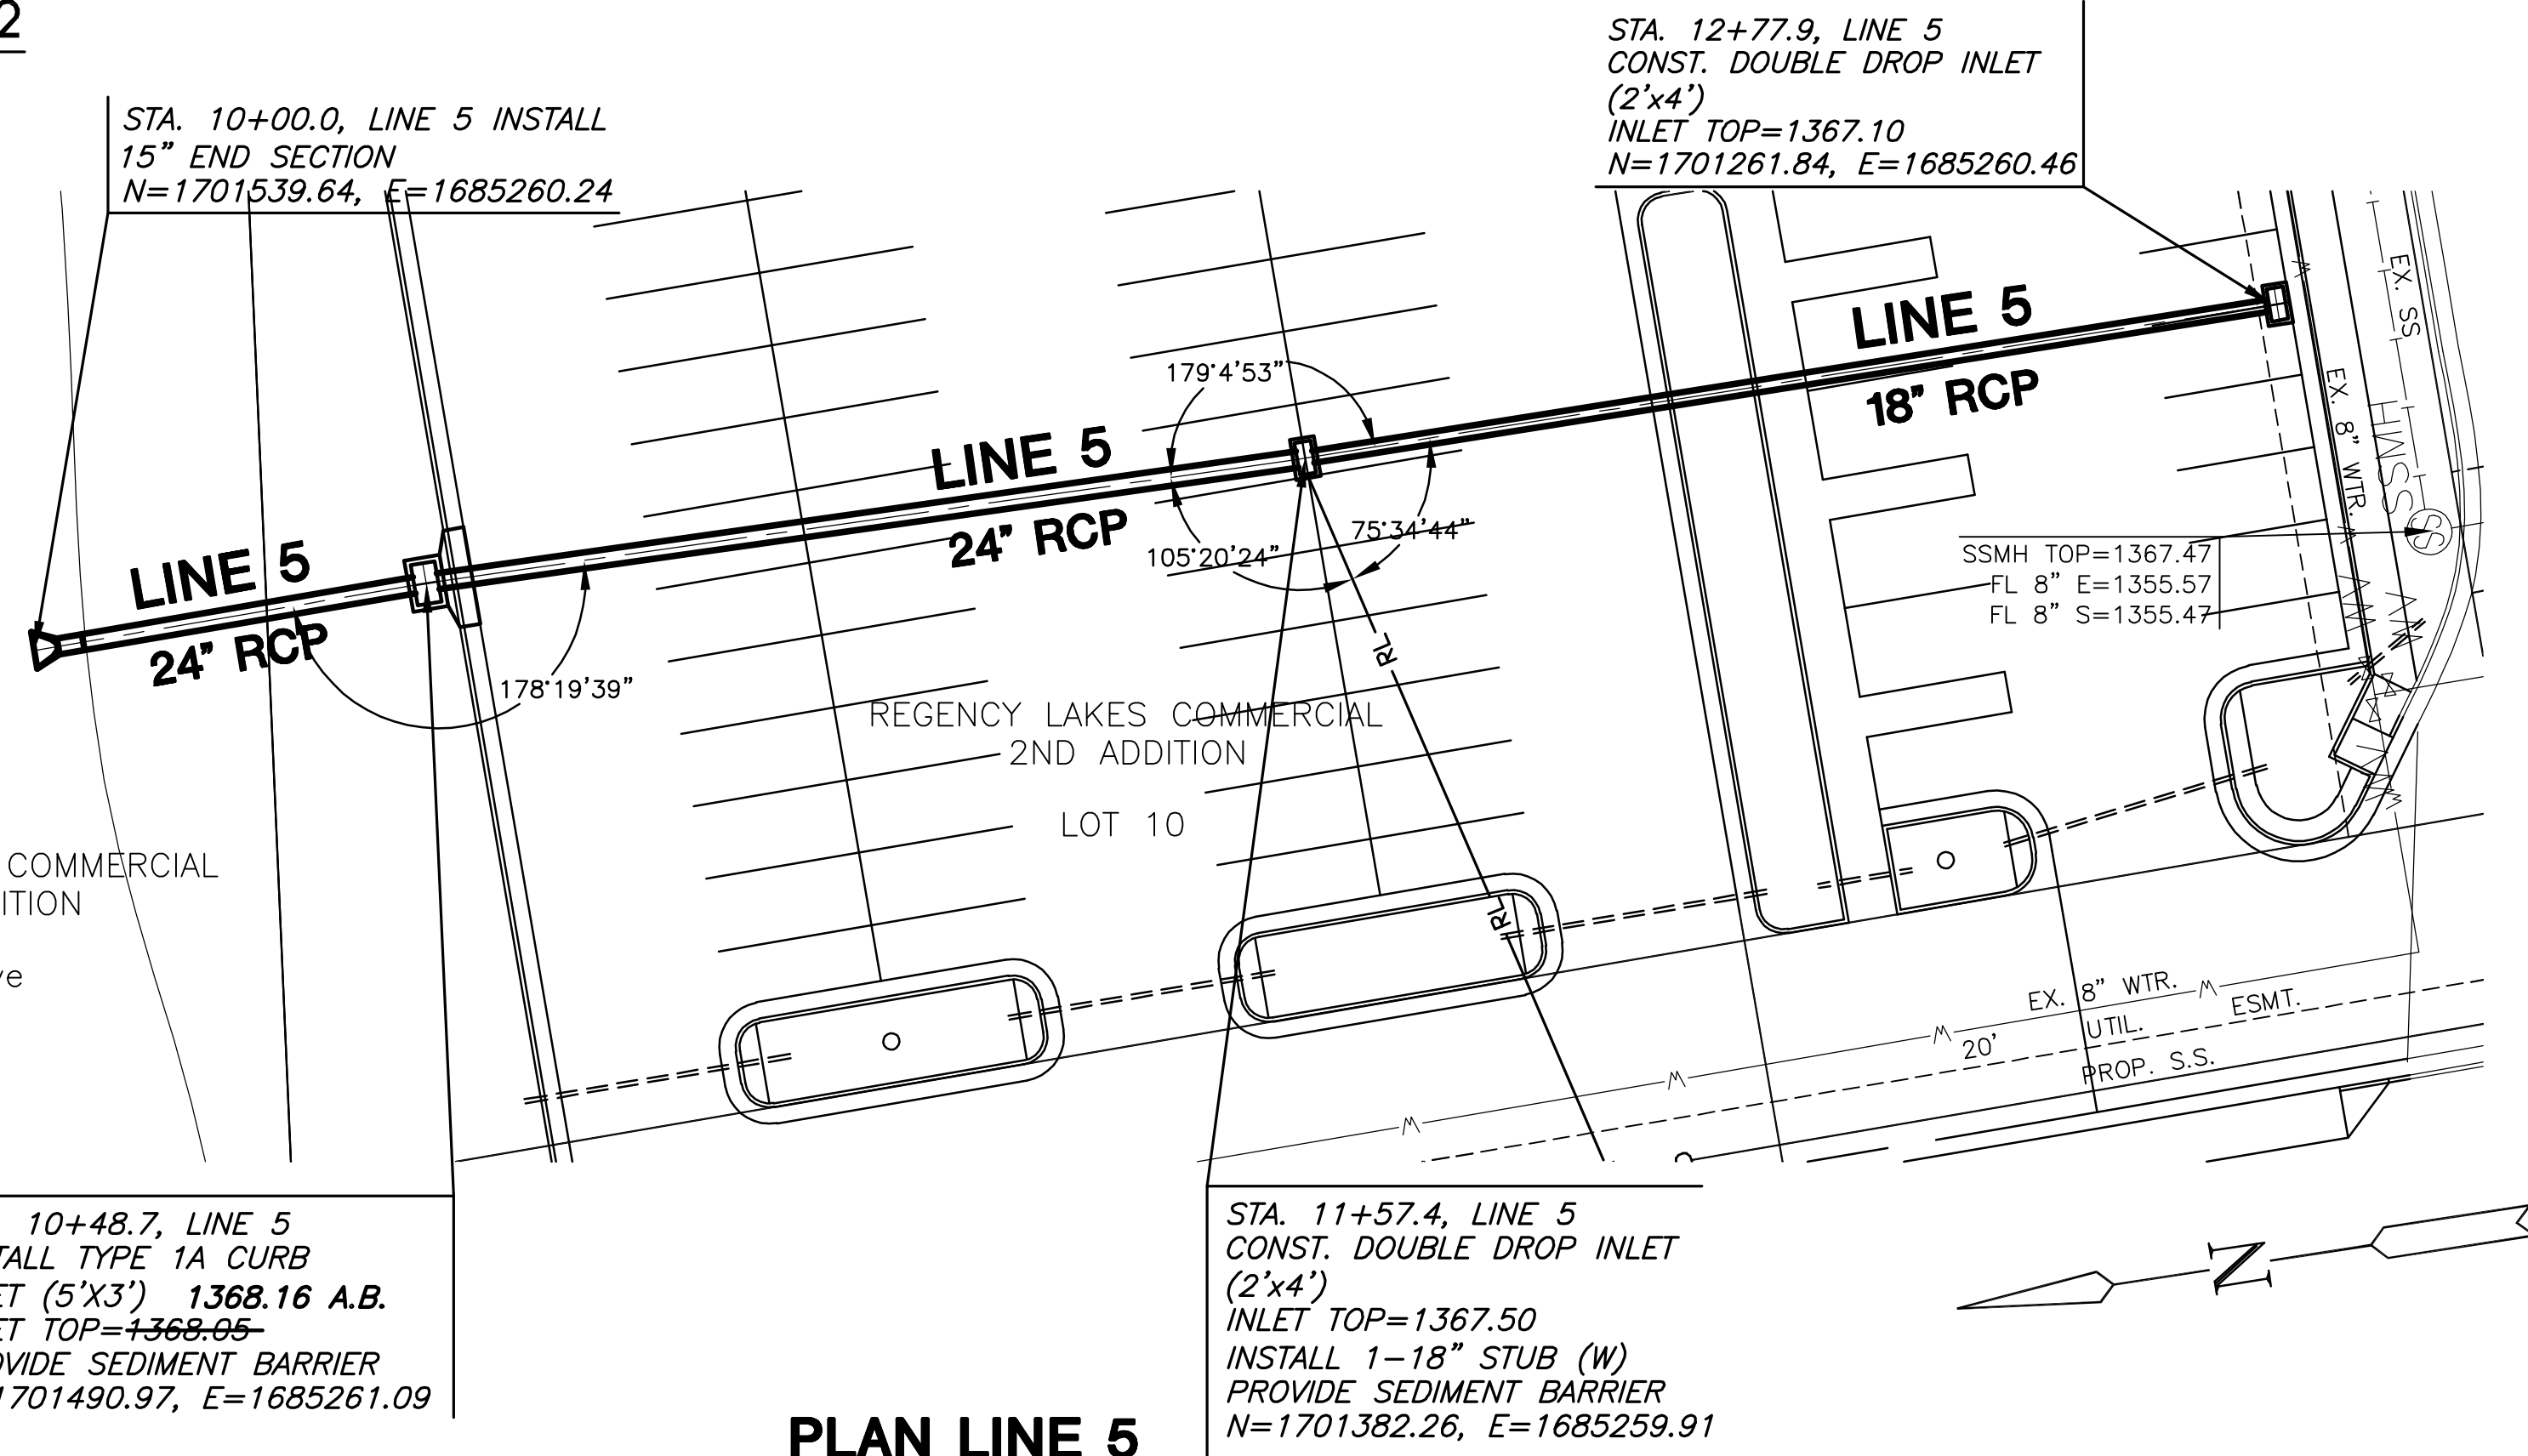 2
STA. 10+00.0, LINE 5 INSTALL
15" END SECTION
N=1701539.64, E=1685260.24
STA. 12+77.9, LINE 5
CONST. DOUBLE DROP INLET
(2'x4')
INLET TOP=1367.10
N=1701261.84, E=1685260.46
LINE 5
18" RCP
EX. SS
EX. 8" WTR.
SSMH
SS
179°4'53"
LINE 5
24" RCP
105°20'24"
75°34'44"
RL
LINE 5
24" RCP
178°19'39"
SSMH TOP=1367.47
FL 8" E=1355.57
FL 8" S=1355.47
REGENCY LAKES COMMERCIAL
2ND ADDITION
LOT 10
COMMERCIAL
ITION
ve
RL
W
W
W
W
EX. 8" WTR.
20' UTIL. ESMT.
PROP. S.S.
N
10+48.7, LINE 5
TALL TYPE 1A CURB
ET (5'X3') 1368.16 A.B.
ET TOP=1368.05
OVIDE SEDIMENT BARRIER
1701490.97, E=1685261.09
STA. 11+57.4, LINE 5
CONST. DOUBLE DROP INLET
(2'x4')
INLET TOP=1367.50
INSTALL 1-18" STUB (W)
PROVIDE SEDIMENT BARRIER
N=1701382.26, E=1685259.91
PLAN LINE 5